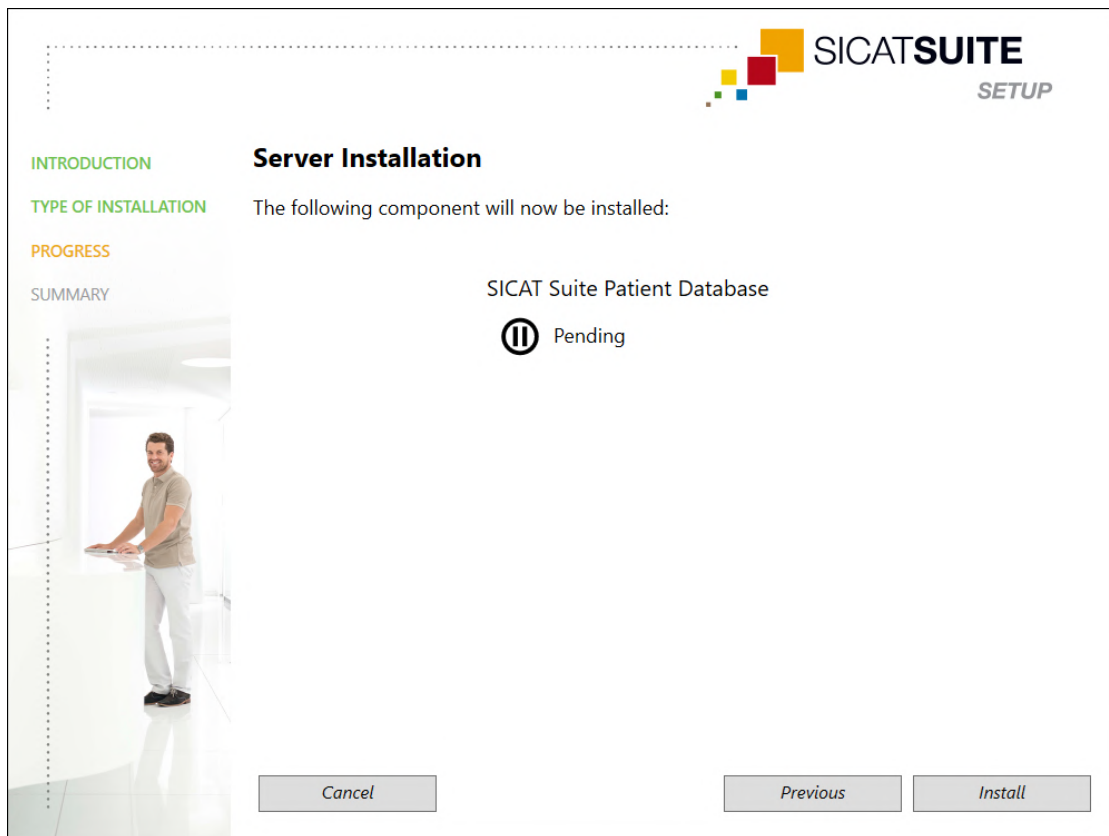 SICATSUITE
SETUP
INTRODUCTION
TYPE OF INSTALLATION
PROGRESS
SUMMARY
Server Installation
The following component will now be installed:
SICAT Suite Patient Database
Pending
Cancel
Previous
Install